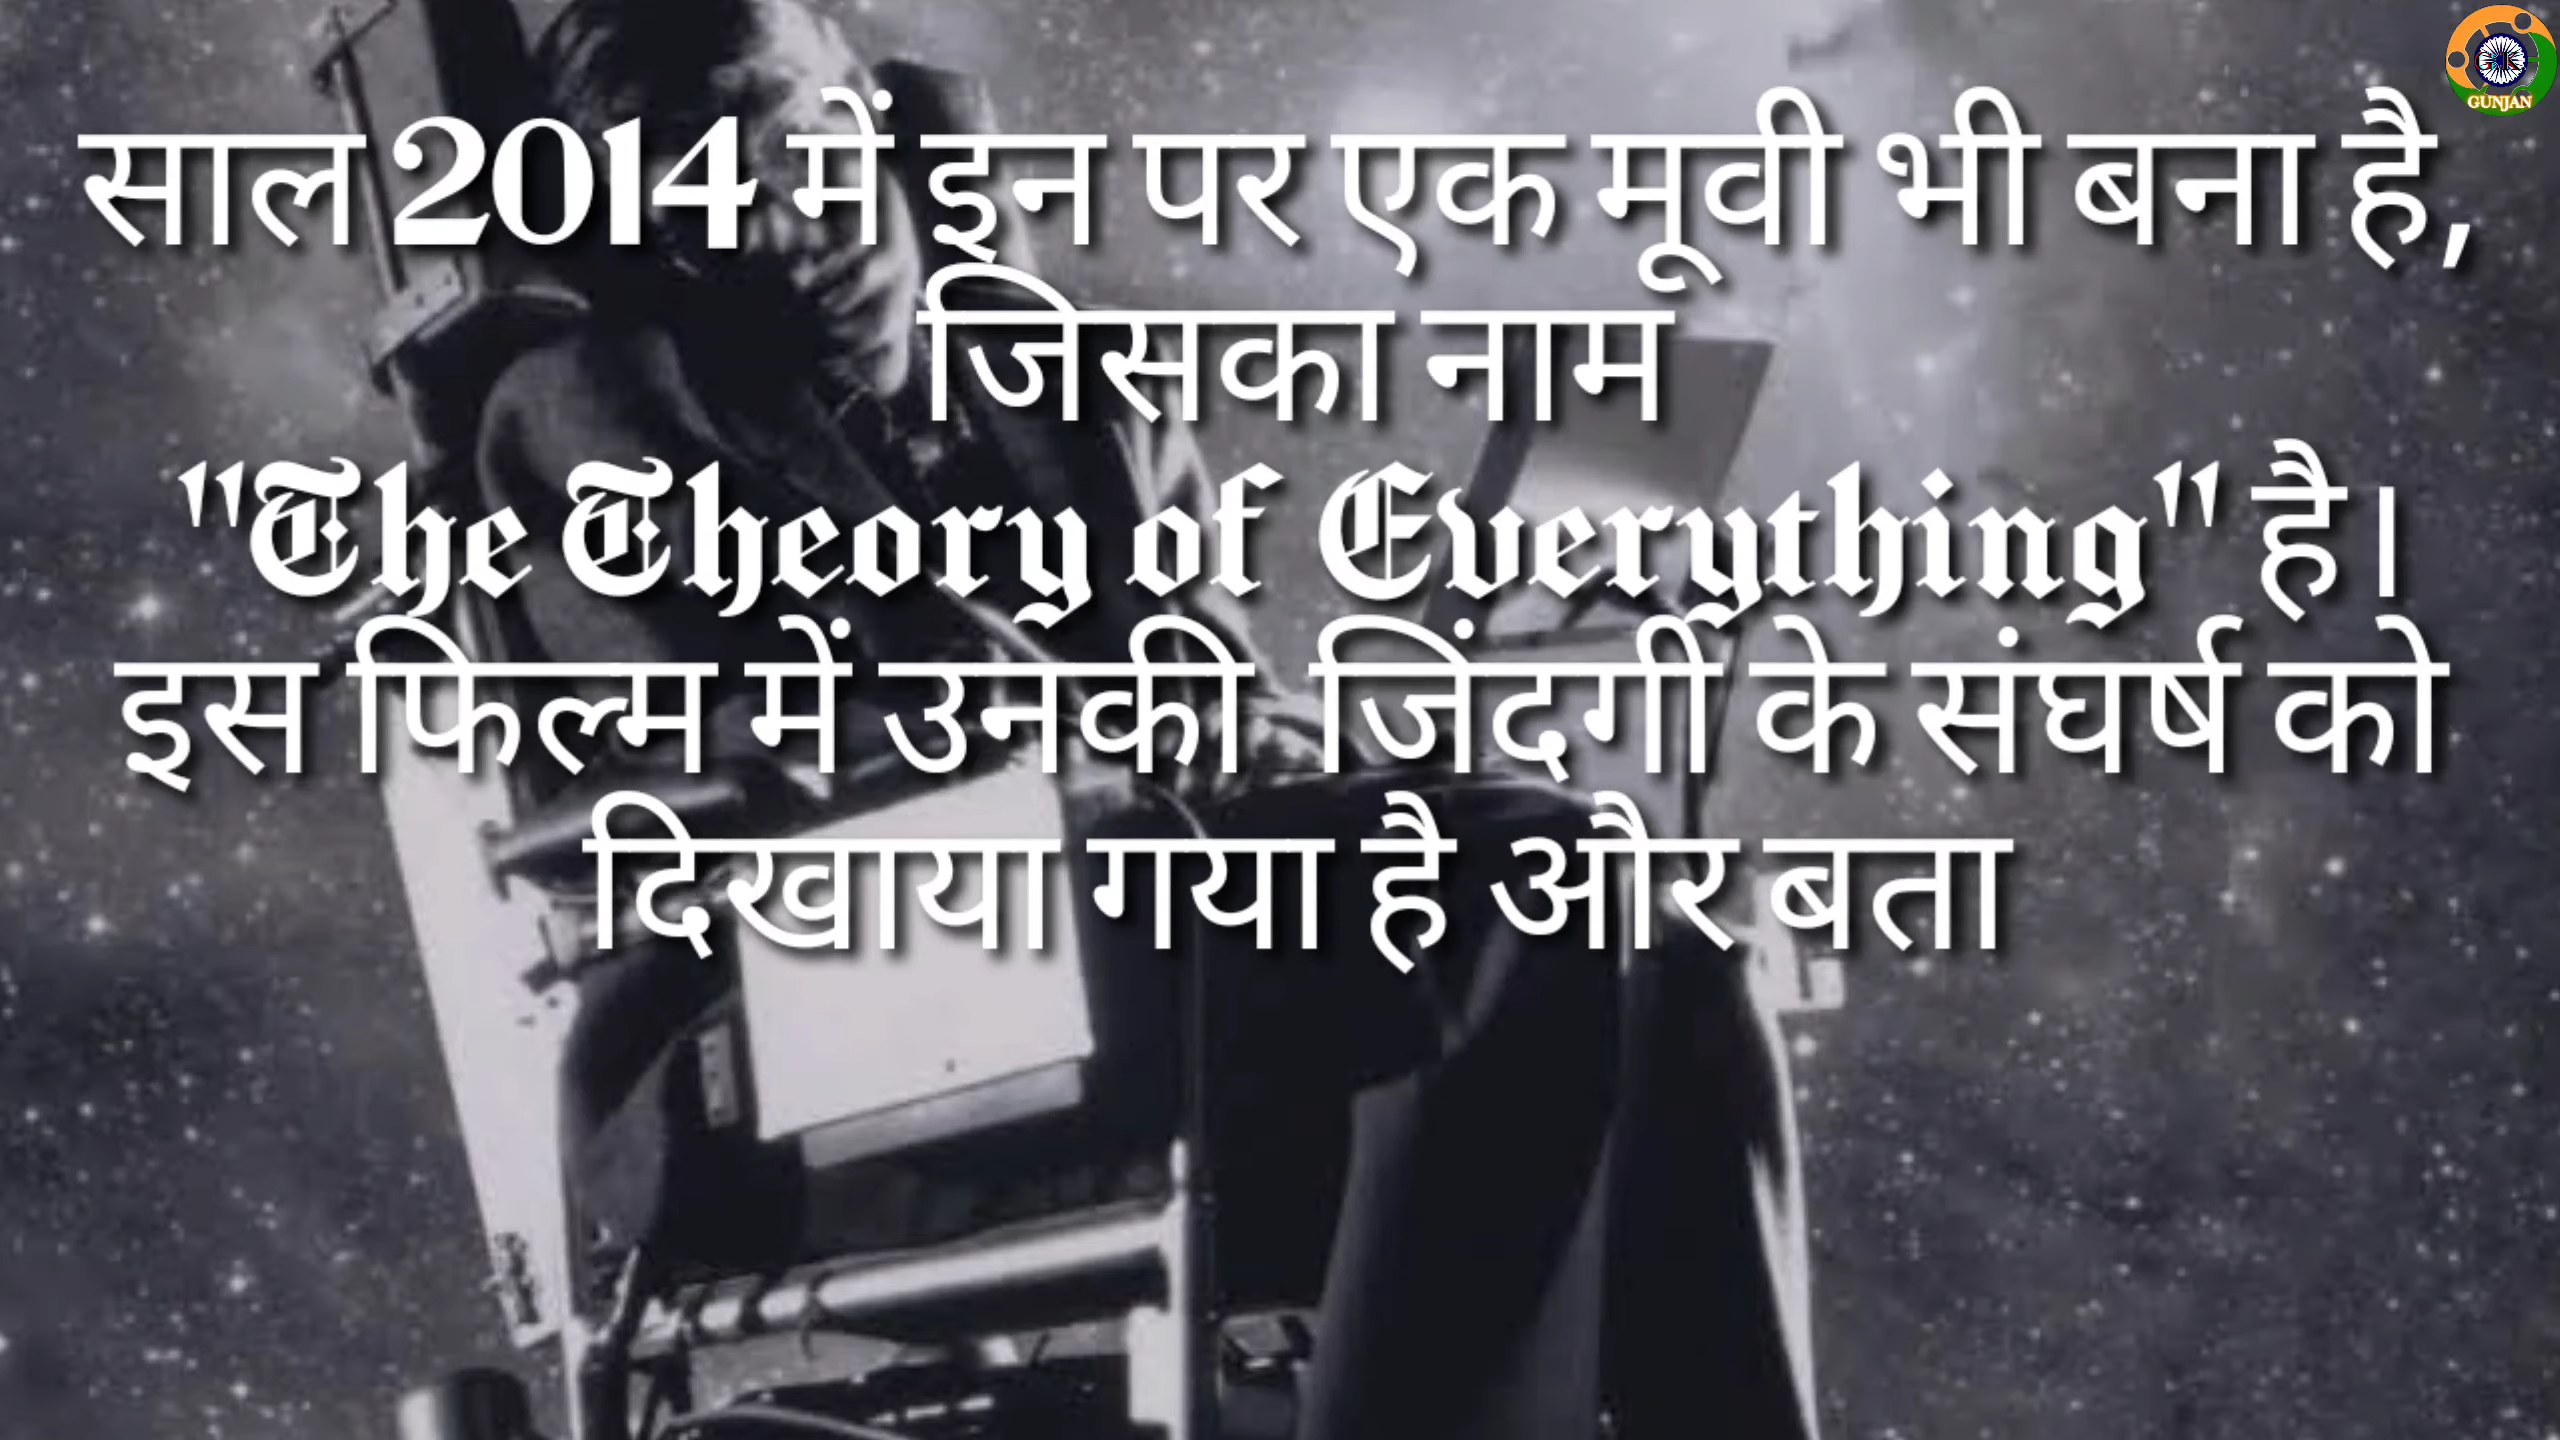 GUNJAN
साल 2014 में इन पर एक मूवी भी बना है,
जिसका नाम
"The Theory of Everything" है।
इस फिल्म में उनकी जिंदगी के संघर्ष को
दिखाया गया है और बता